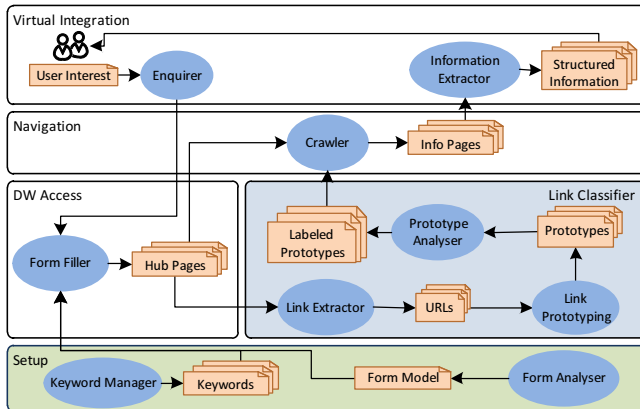 Virtual Integration
User Interest
Enquirer
Information
Extractor
Structured
Information
Navigation
Crawler
Info Pages
DW Access
Form Filler
Hub Pages
Link Classifier
Labeled
Prototypes
Prototype
Analyser
Prototypes
Link Extractor
URLs
Link
Prototyping
Setup
Keyword Manager
Keywords
Form Model
Form Analyser